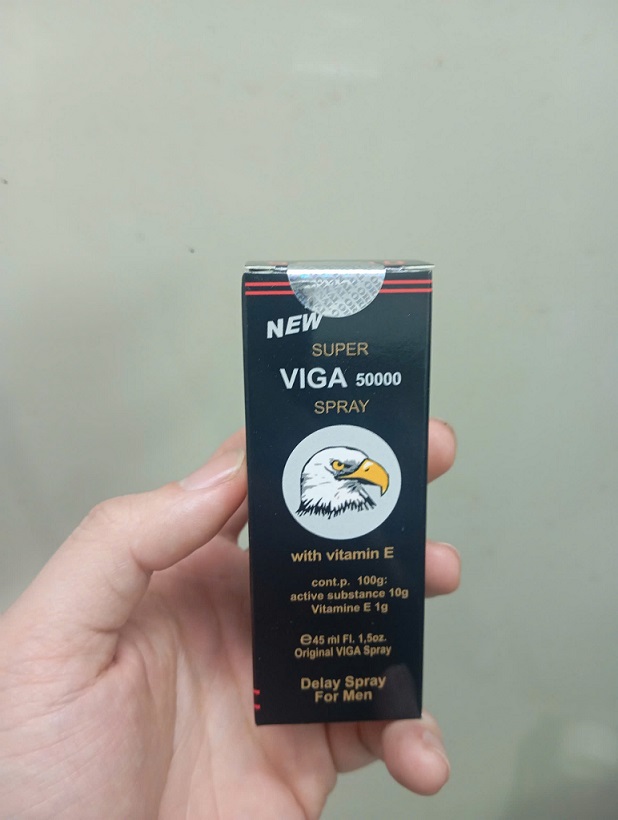 NEW
SUPER
VIGA 50000
SPRAY
with vitamin E
cont.p. 100g:
active substance 10g
Vitamine E 1g
℮45 ml Fl. 1,5oz.
Original VIGA Spray
Delay Spray
For Men